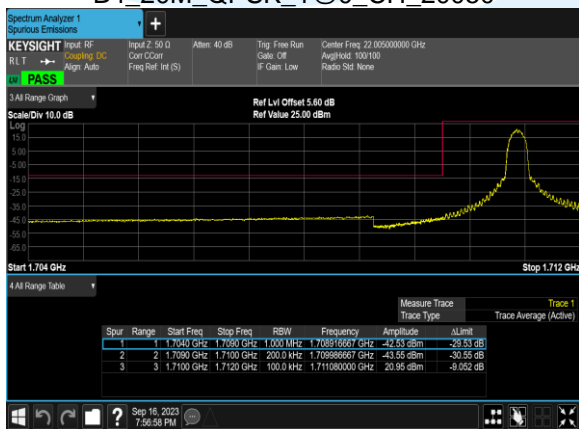 Spectrum Analyzer 1
Spurious Emissions
KEYSIGHT Input: RF Input Z: 50 Ω Atten: 40 dB Trig: Free Run Center Freq: 22.005000000 GHz
RLT Coupling: DC Corr CCorr Gate: Off Avg|Hold: 100/100
Align: Auto Freq Ref: Int (S) IF Gain: Low Radio Std: None
PASS
3 All Range Graph
Ref Lvl Offset 5.60 dB
Scale/Div 10.0 dB Ref Value 25.00 dBm
Log
15.0
5.00
-5.00
-15.0
-25.0
-35.0
-45.0
-55.0
-65.0
Start 1.704 GHz Stop 1.712 GHz
4 All Range Table
Measure Trace Trace 1
Trace Type Trace Average (Active)
Spur Range Start Freq Stop Freq RBW Frequency Amplitude ΔLimit
1 1 1.7040 GHz 1.7090 GHz 1.000 MHz 1.708916667 GHz -42.53 dBm -29.53 dB
2 2 1.7090 GHz 1.7100 GHz 200.0 kHz 1.709986667 GHz -43.55 dBm -30.55 dB
3 3 1.7100 GHz 1.7120 GHz 100.0 kHz 1.711080000 GHz 20.95 dBm -9.052 dB
Sep 16, 2023
7:56:58 PM